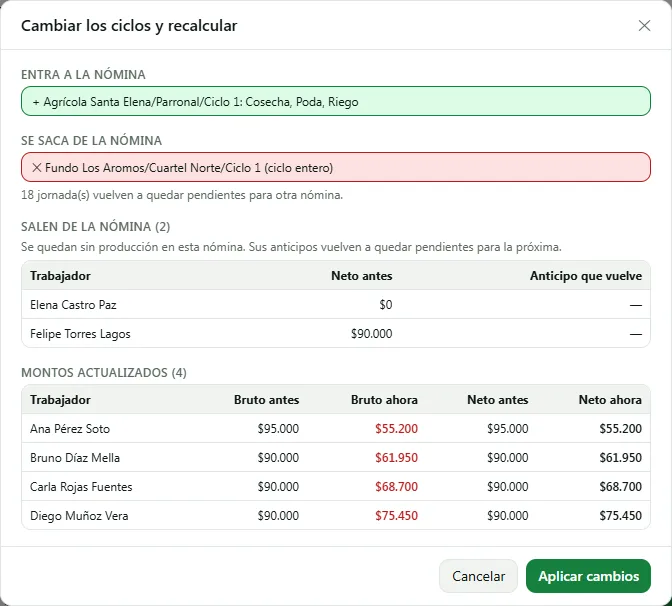 Cambiar los ciclos y recalcular
ENTRA A LA NÓMINA
+ Agrícola Santa Elena/Parronal/Ciclo 1: Cosecha, Poda, Riego
SE SACA DE LA NÓMINA
× Fundo Los Aromos/Cuartel Norte/Ciclo 1 (ciclo entero)
18 jornada(s) vuelven a quedar pendientes para otra nómina.
SALEN DE LA NÓMINA (2)
Se quedan sin producción en esta nómina. Sus anticipos vuelven a quedar pendientes para la próxima.
Trabajador Neto antes Anticipo que vuelve
Elena Castro Paz $0 —
Felipe Torres Lagos $90.000 —
MONTOS ACTUALIZADOS (4)
Trabajador Bruto antes Bruto ahora Neto antes Neto ahora
Ana Pérez Soto $95.000 $55.200 $95.000 $55.200
Bruno Díaz Mella $90.000 $61.950 $90.000 $61.950
Carla Rojas Fuentes $90.000 $68.700 $90.000 $68.700
Diego Muñoz Vera $90.000 $75.450 $90.000 $75.450
Cancelar Aplicar cambios